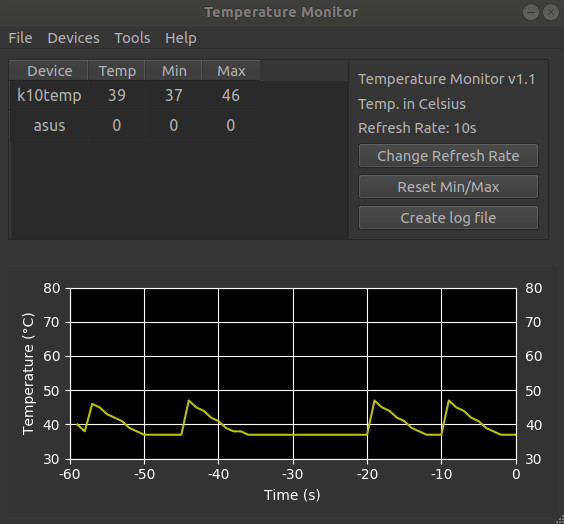 Temperature Monitor
File Devices Tools Help
Device Temp Min Max
k10temp 39 37 46
asus 0 0 0
Temperature Monitor v1.1
Temp. in Celsius
Refresh Rate: 10s
Change Refresh Rate
Reset Min/Max
Create log file
80 80
70 70
60 60
50 50
40 40
30 30
Temperature (°C)
-60 -50 -40 -30 -20 -10 0
Time (s)